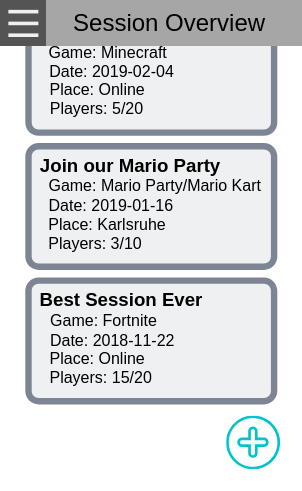 Session Overview
Game: Minecraft
Date: 2019-02-04
Place: Online
Players: 5/20
Join our Mario Party
Game: Mario Party/Mario Kart
Date: 2019-01-16
Place: Karlsruhe
Players: 3/10
Best Session Ever
Game: Fortnite
Date: 2018-11-22
Place: Online
Players: 15/20